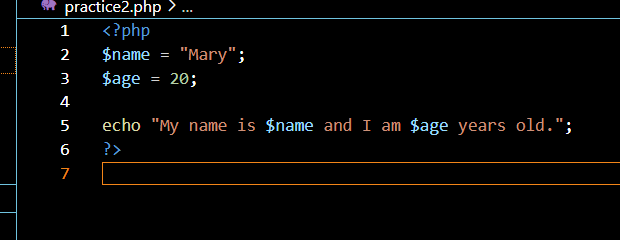 practice2.php > ...
1 <?php
2 $name = "Mary";
3 $age = 20;
4
5 echo "My name is $name and I am $age years old.";
6 ?>
7